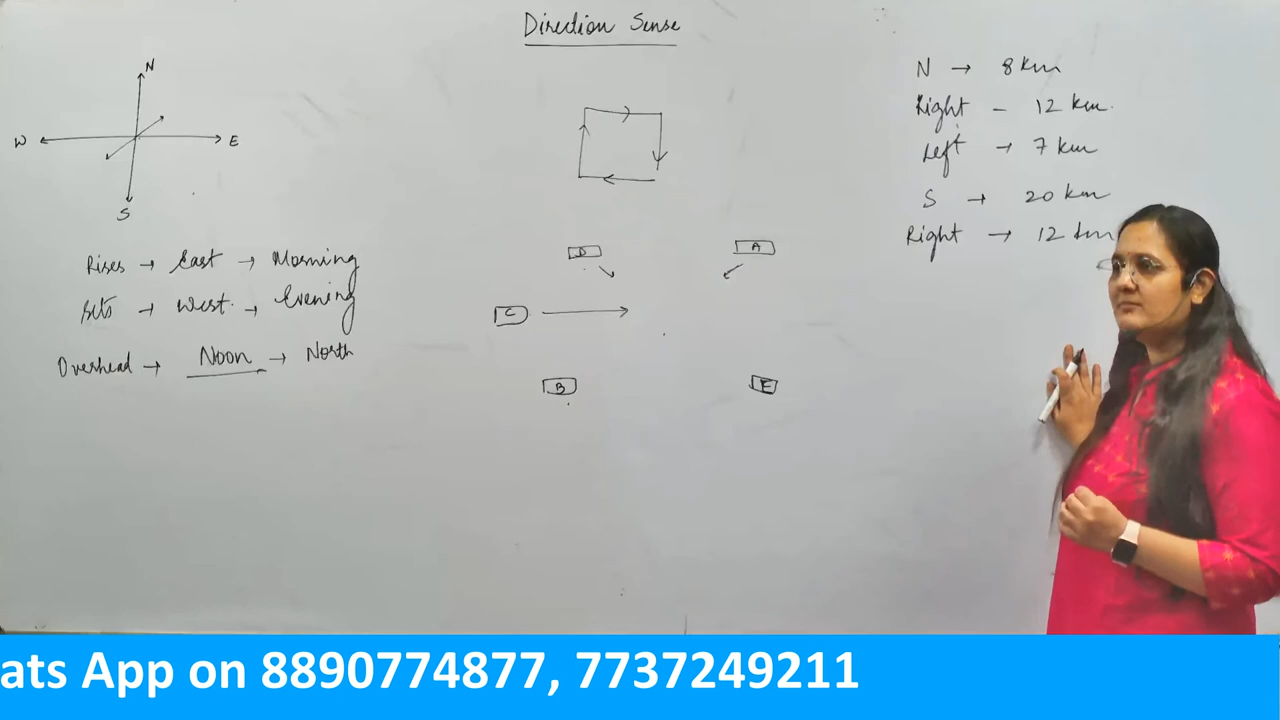 Direction Sense
N
W E
S
Rises → East → Morning
Sets → West → Evening
Overhead → Noon → North
D A
C
B E
N → 8 km
Right - 12 km.
Left → 7 km
S → 20 km
Right → 12 km
ats App on 8890774877, 7737249211